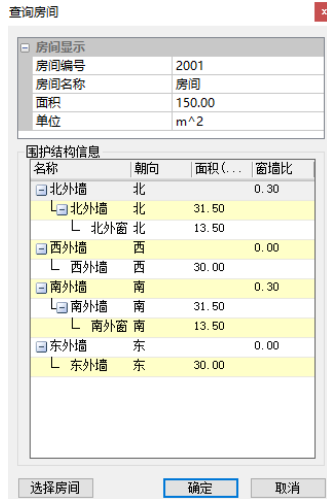 查询房间
x
房间显示
房间编号 2001
房间名称 房间
面积 150.00
单位 m^2
围护结构信息
名称 朝向 面积(... 窗墙比
北外墙 北 0.30
北外墙 北 31.50
北外窗 北 13.50
西外墙 西 0.00
西外墙 西 30.00
南外墙 南 0.30
南外墙 南 31.50
南外窗 南 13.50
东外墙 东 0.00
东外墙 东 30.00
选择房间 确定 取消